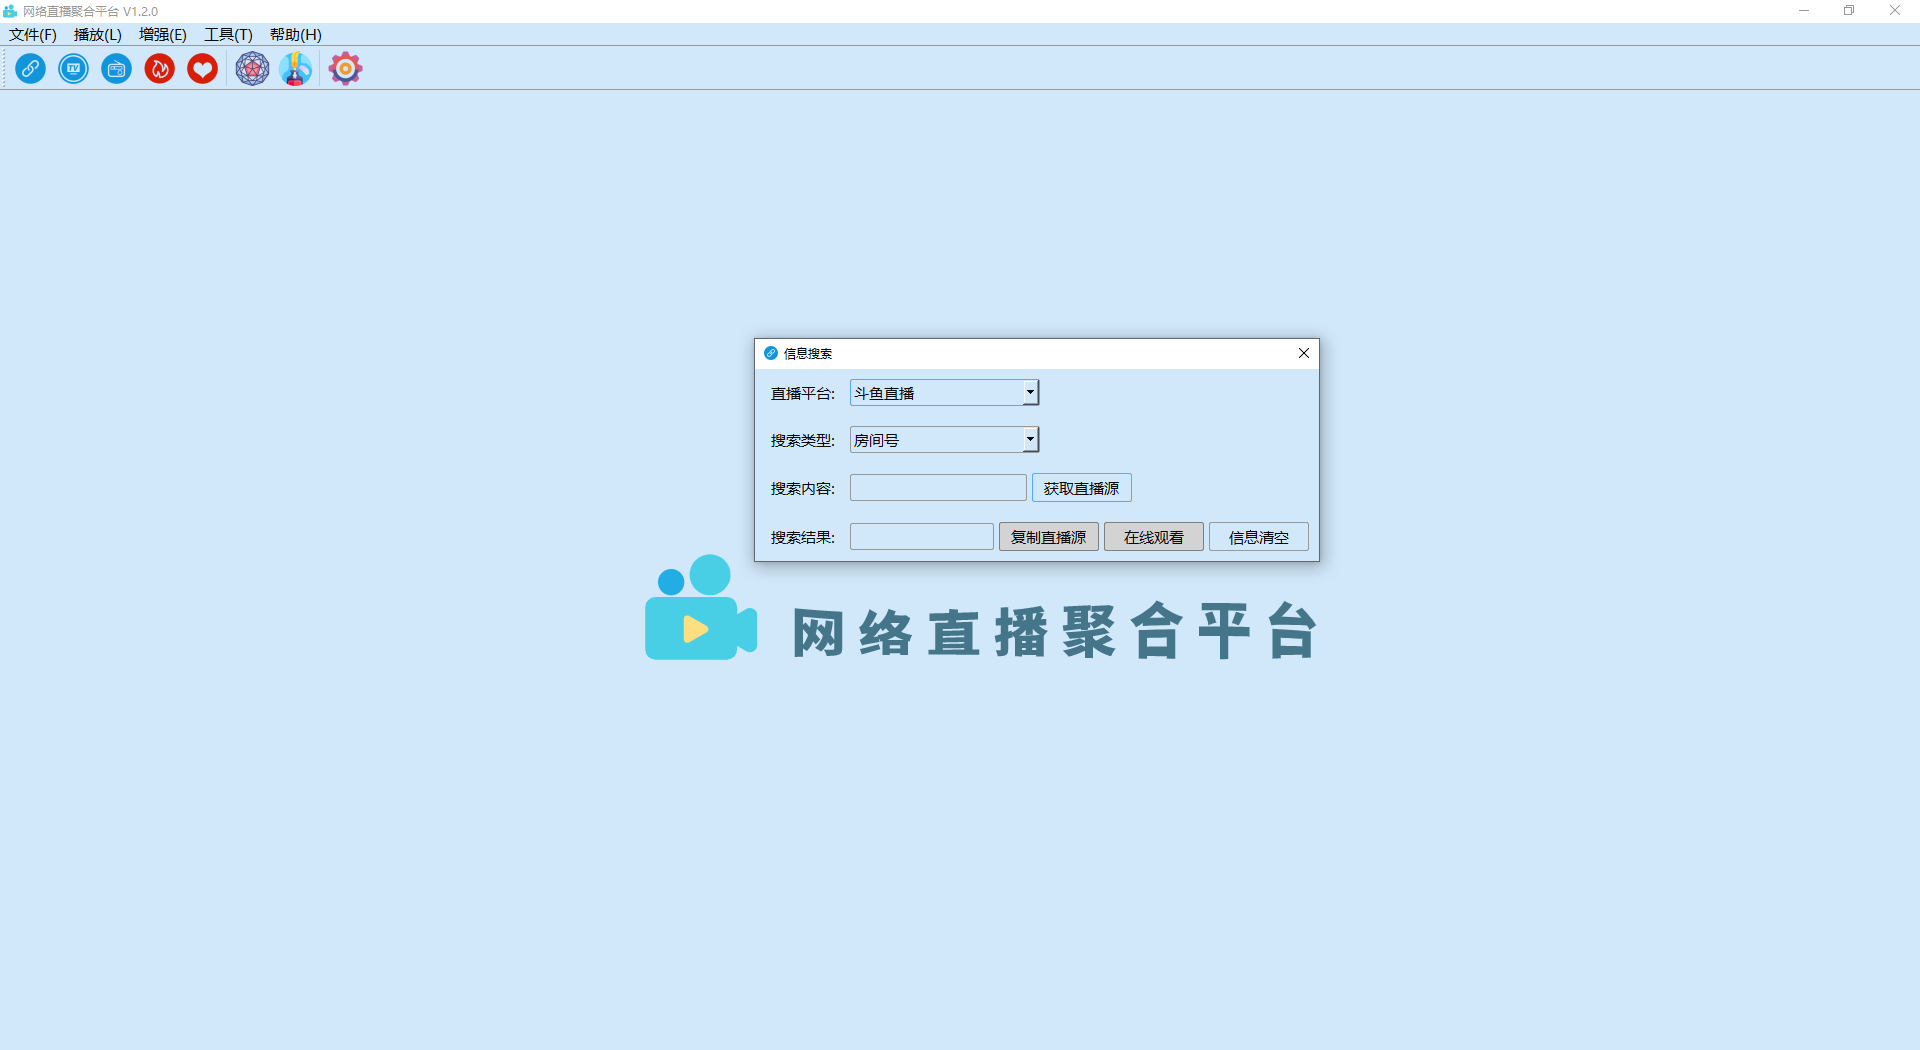 网络直播聚合平台 V1.2.0
文件(F) 播放(L) 增强(E) 工具(T) 帮助(H)
TV
信息搜索
直播平台: 斗鱼直播
搜索类型: 房间号
搜索内容: 获取直播源
搜索结果: 复制直播源 在线观看 信息清空
网络直播聚合平台